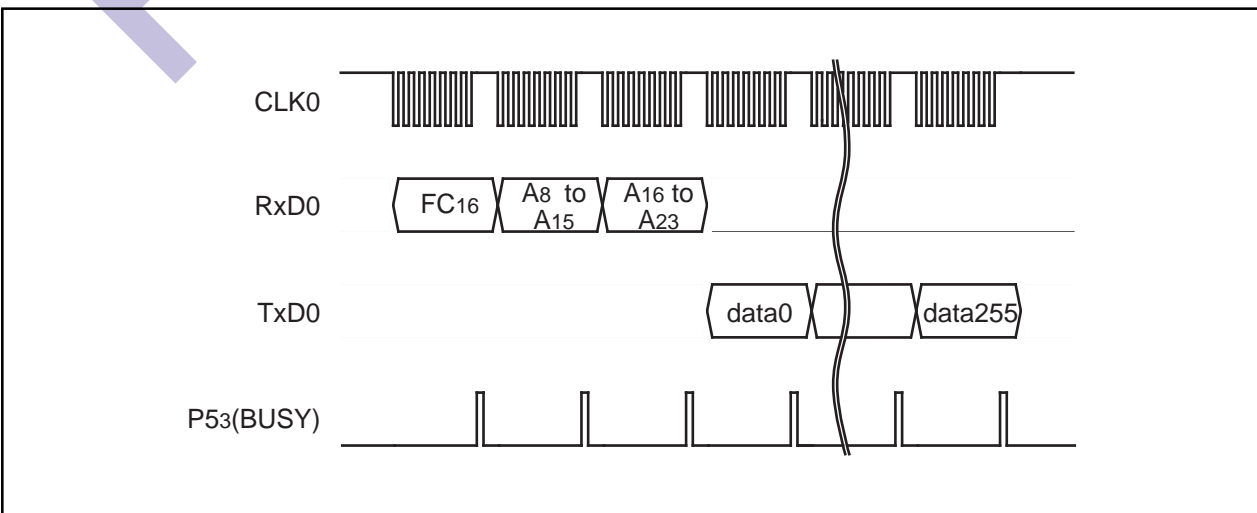 CLK0
RxD0
FC16
A8 to
A15
A16 to
A23
TxD0
data0
data255
P53(BUSY)